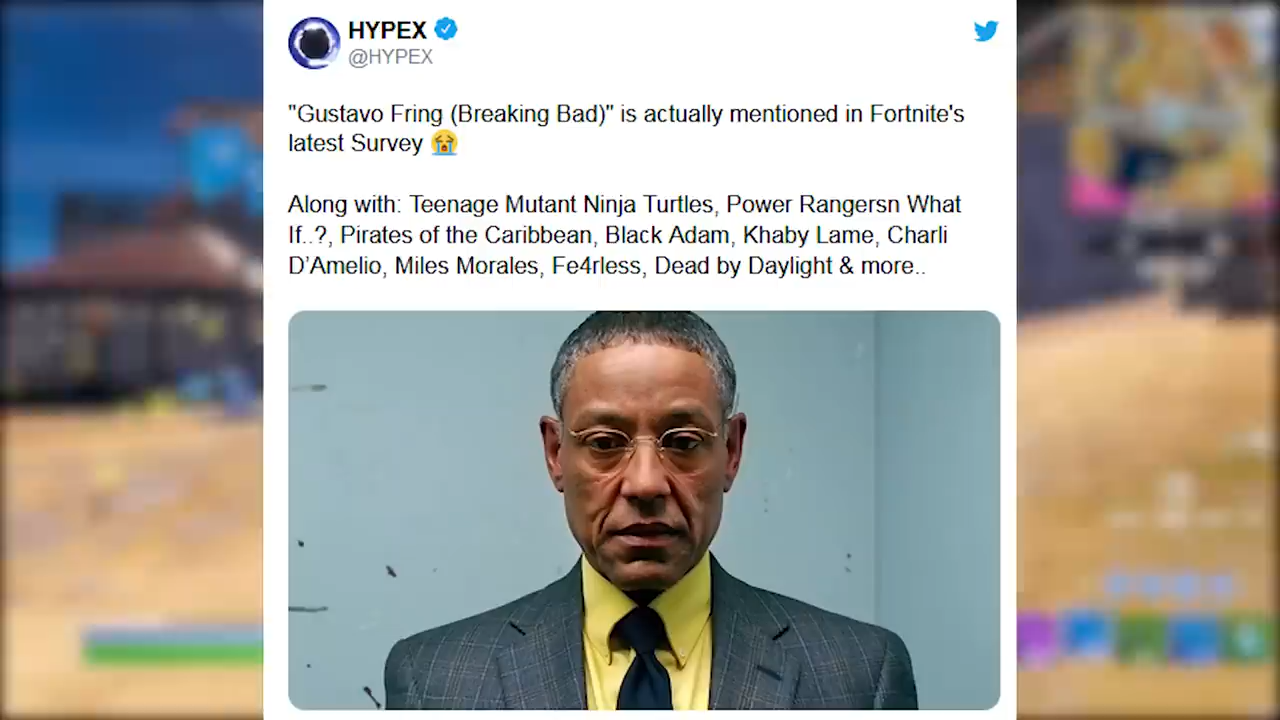 HYPEX
@HYPEX
"Gustavo Fring (Breaking Bad)" is actually mentioned in Fortnite's
latest Survey 😭
Along with: Teenage Mutant Ninja Turtles, Power Rangersn What
If..?, Pirates of the Caribbean, Black Adam, Khaby Lame, Charli
D’Amelio, Miles Morales, Fe4rless, Dead by Daylight & more..